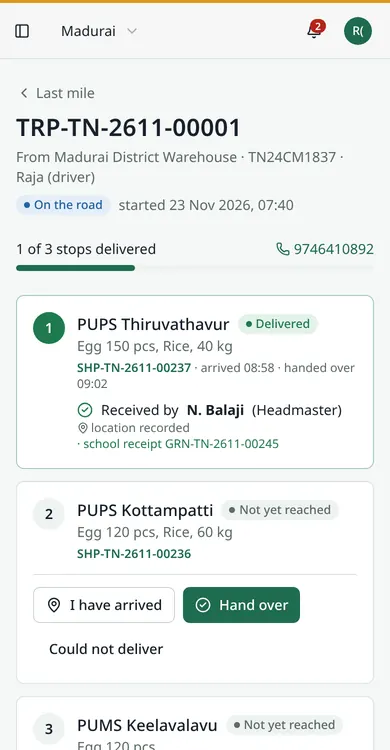 Madurai
2
R(
Last mile
TRP-TN-2611-00001
From Madurai District Warehouse · TN24CM1837 ·
Raja (driver)
On the road started 23 Nov 2026, 07:40
1 of 3 stops delivered 9746410892
1 PUPS Thiruvathavur Delivered
Egg 150 pcs, Rice, 40 kg
SHP-TN-2611-00237 · arrived 08:58 · handed over
09:02
Received by N. Balaji (Headmaster)
location recorded
· school receipt GRN-TN-2611-00245
2 PUPS Kottampatti Not yet reached
Egg 120 pcs, Rice, 60 kg
SHP-TN-2611-00236
I have arrived Hand over
Could not deliver
3 PUMS Keelavalavu Not yet reached
Egg 120 pcs